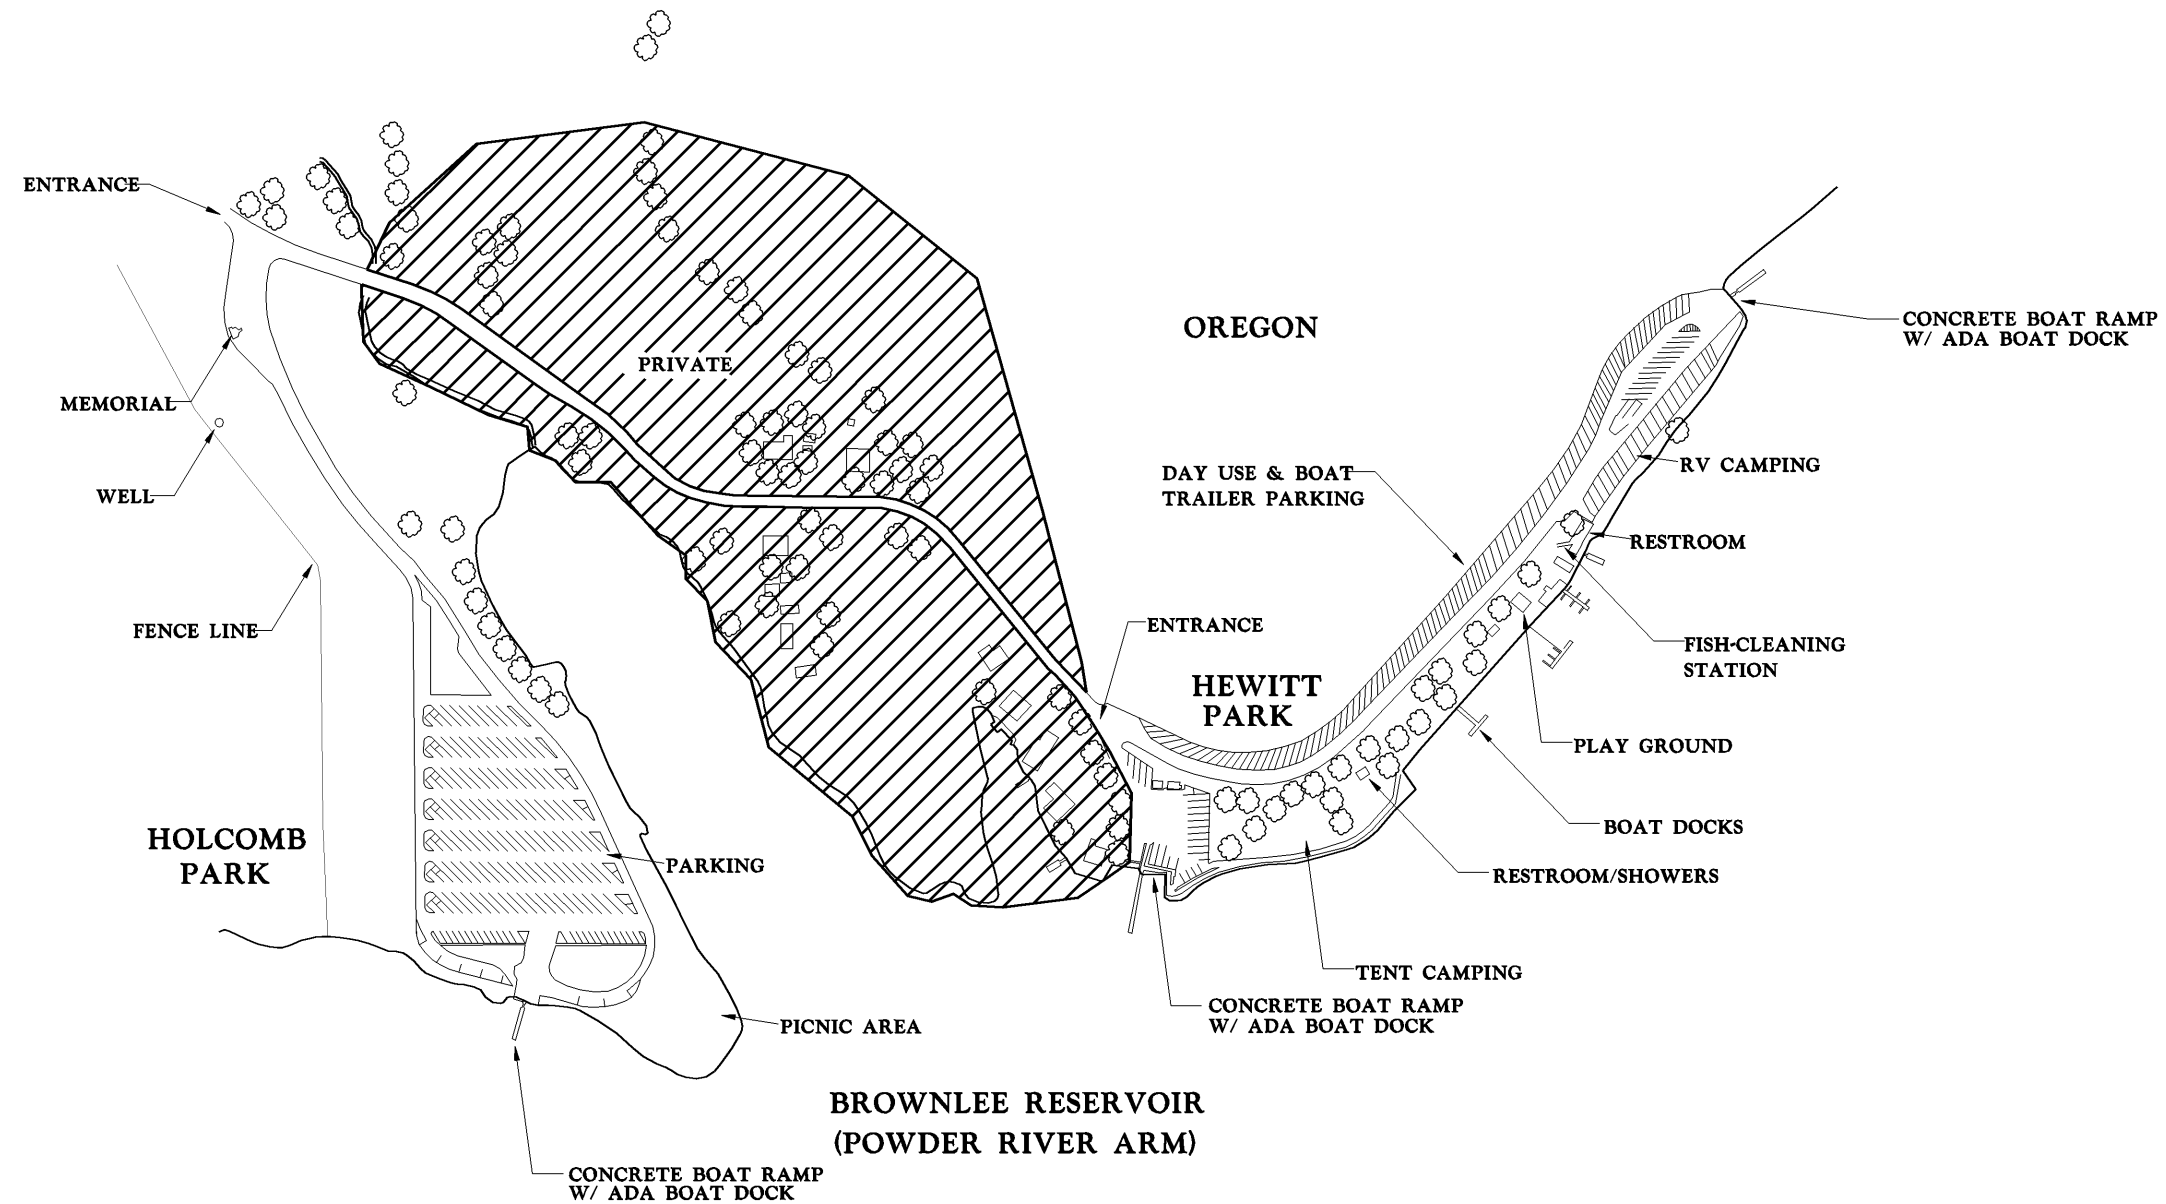 ENTRANCE
OREGON
CONCRETE BOAT RAMP
W/ ADA BOAT DOCK
PRIVATE
MEMORIAL
DAY USE & BOAT
TRAILER PARKING
RV CAMPING
WELL
RESTROOM
FENCE LINE
ENTRANCE
FISH-CLEANING
STATION
HEWITT
PARK
PLAY GROUND
HOLCOMB
PARK
BOAT DOCKS
PARKING
RESTROOM/SHOWERS
TENT CAMPING
CONCRETE BOAT RAMP
W/ ADA BOAT DOCK
PICNIC AREA
BROWNLEE RESERVOIR
(POWDER RIVER ARM)
CONCRETE BOAT RAMP
W/ ADA BOAT DOCK